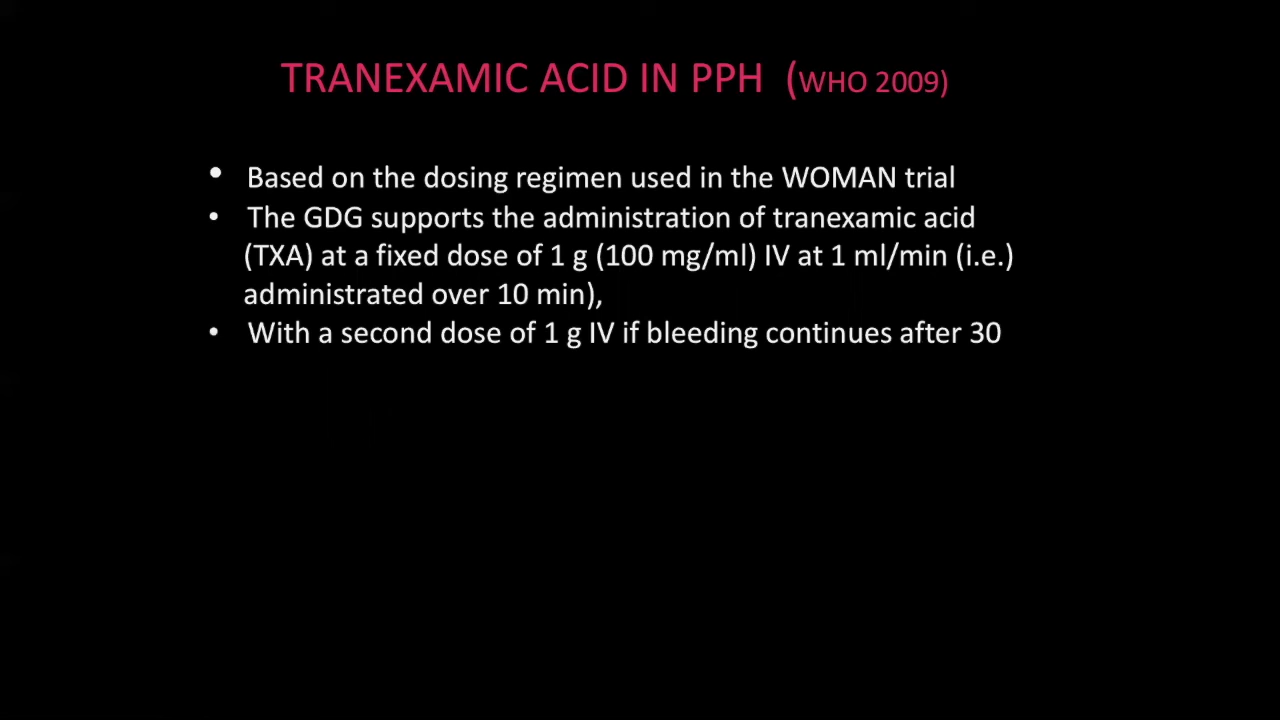 TRANEXAMIC ACID IN PPH (WHO 2009)
• Based on the dosing regimen used in the WOMAN trial
• The GDG supports the administration of tranexamic acid
(TXA) at a fixed dose of 1 g (100 mg/ml) IV at 1 ml/min (i.e.)
administrated over 10 min),
• With a second dose of 1 g IV if bleeding continues after 30